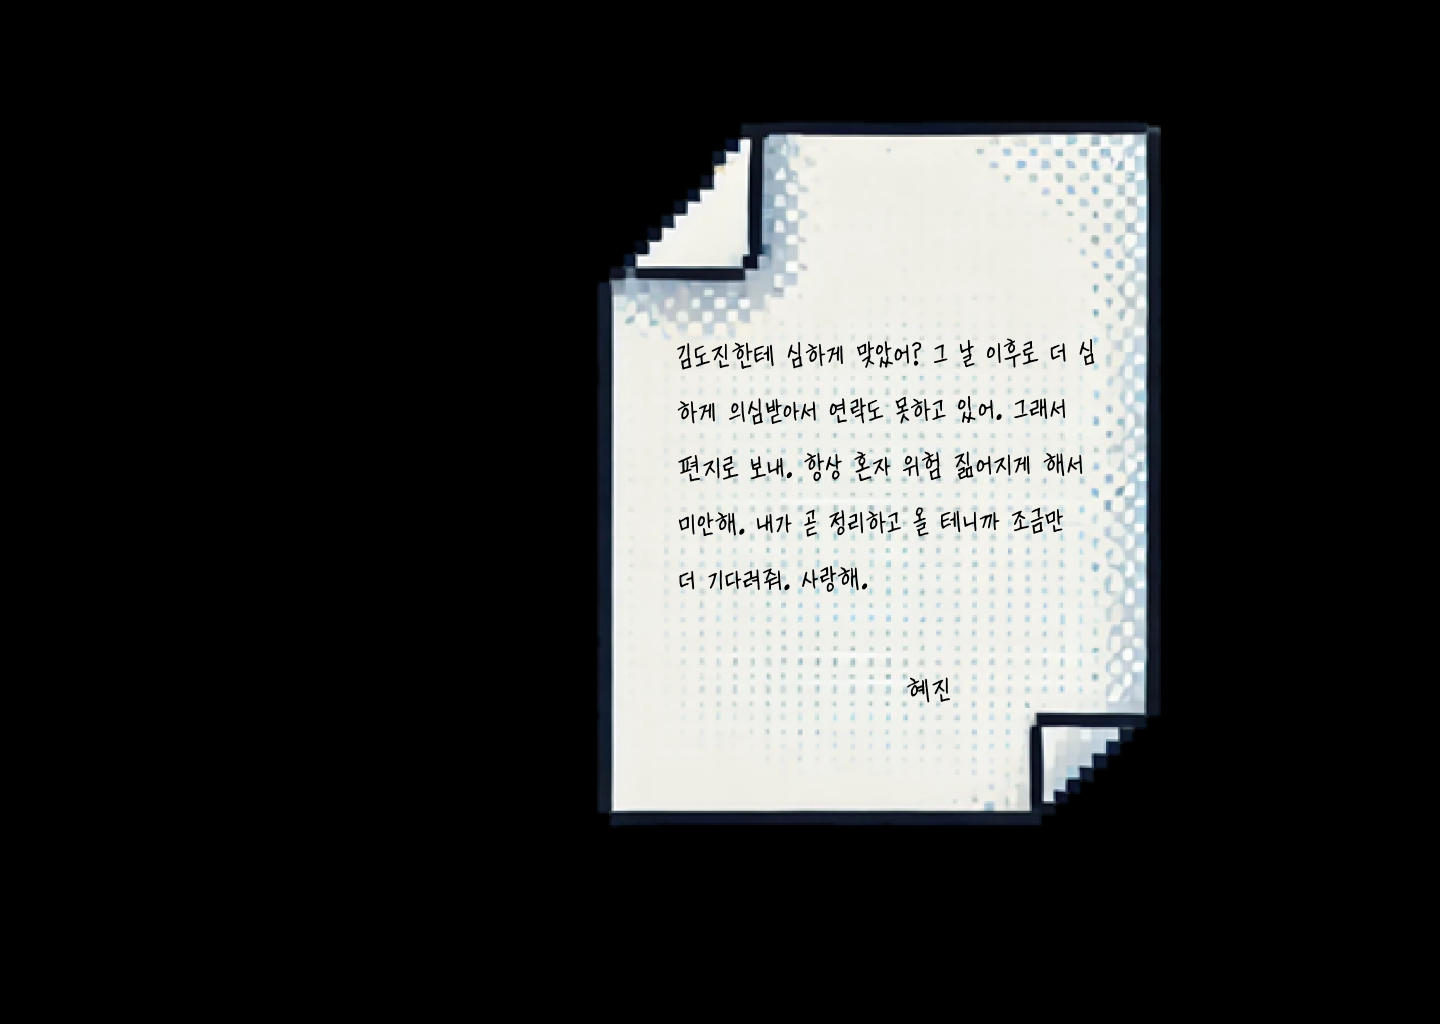 김도진한테 심하게 맞았어? 그 날 이후로 더 심
하게 의심받아서 연락도 못하고 있어. 그래서
편지로 보내. 항상 혼자 위험 짊어지게 해서
미안해. 내가 곧 정리하고 올 테니까 조금만
더 기다려줘. 사랑해.
혜진